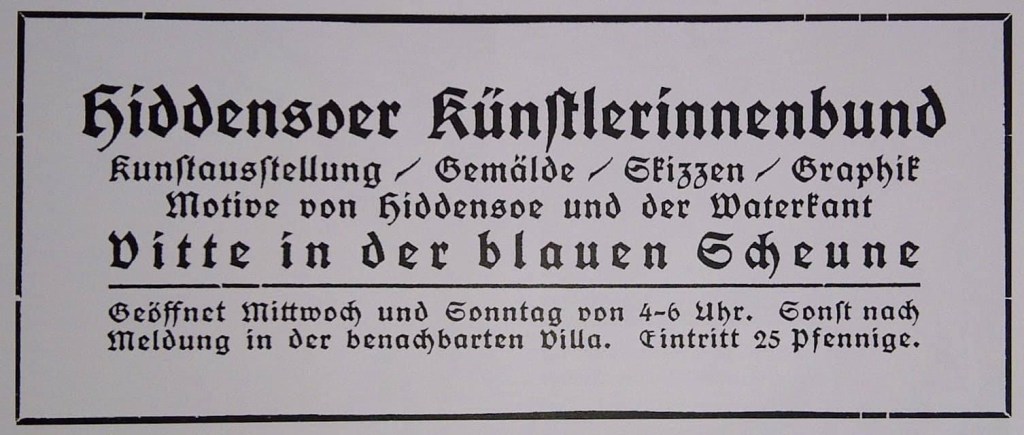 Hiddensoer Künstlerinnenbund
Kunstausstellung / Gemälde / Skizzen / Graphik
Motive von Hiddensoe und der Waterkant
Vitte in der blauen Scheune
Geöffnet Mittwoch und Sonntag von 4-6 Uhr. Sonst nach
Meldung in der benachbarten Villa. Eintritt 25 Pfennige.